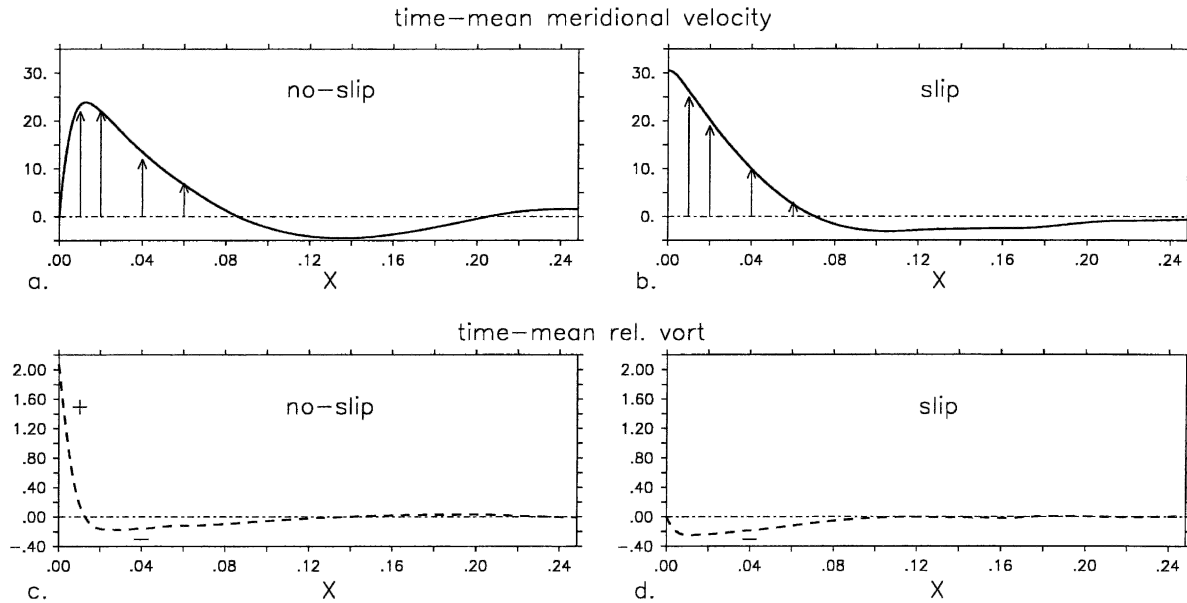 time-mean meridional velocity
30.
20.
10.
0.
no-slip
.00 .04 .08 .12 .16 .20 .24
a. X
30.
20.
10.
0.
slip
.00 .04 .08 .12 .16 .20 .24
b. X
time-mean rel. vort
2.00
1.60
1.20
.80
.40
.00
-.40
+
no-slip
-
.00 .04 .08 .12 .16 .20 .24
c. X
2.00
1.60
1.20
.80
.40
.00
-.40
slip
-
.00 .04 .08 .12 .16 .20 .24
d. X